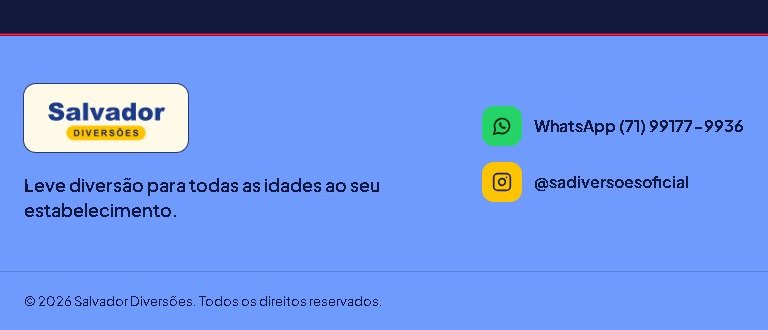 Salvador
DIVERSÕES
Leve diversão para todas as idades ao seu
estabelecimento.
WhatsApp (71) 99177-9936
@sadiversoesoficial
© 2026 Salvador Diversões. Todos os direitos reservados.